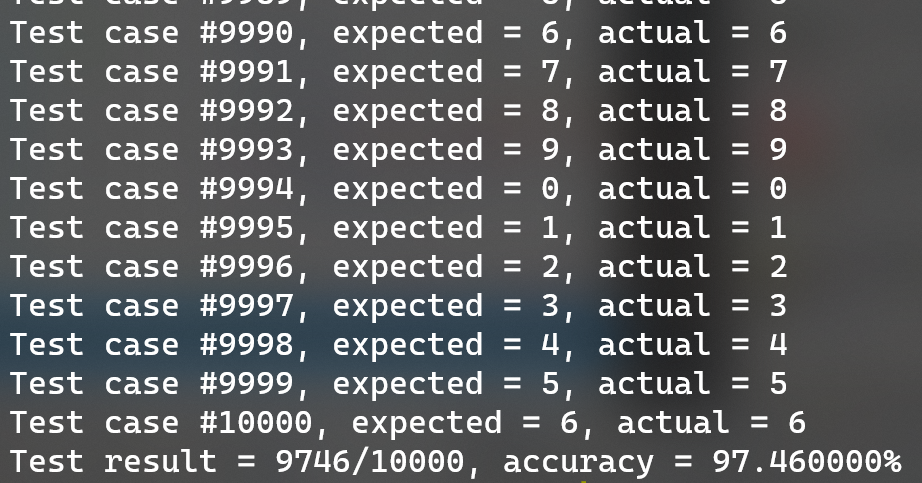 Test case #9989, expected = 8, actual = 8
Test case #9990, expected = 6, actual = 6
Test case #9991, expected = 7, actual = 7
Test case #9992, expected = 8, actual = 8
Test case #9993, expected = 9, actual = 9
Test case #9994, expected = 0, actual = 0
Test case #9995, expected = 1, actual = 1
Test case #9996, expected = 2, actual = 2
Test case #9997, expected = 3, actual = 3
Test case #9998, expected = 4, actual = 4
Test case #9999, expected = 5, actual = 5
Test case #10000, expected = 6, actual = 6
Test result = 9746/10000, accuracy = 97.460000%